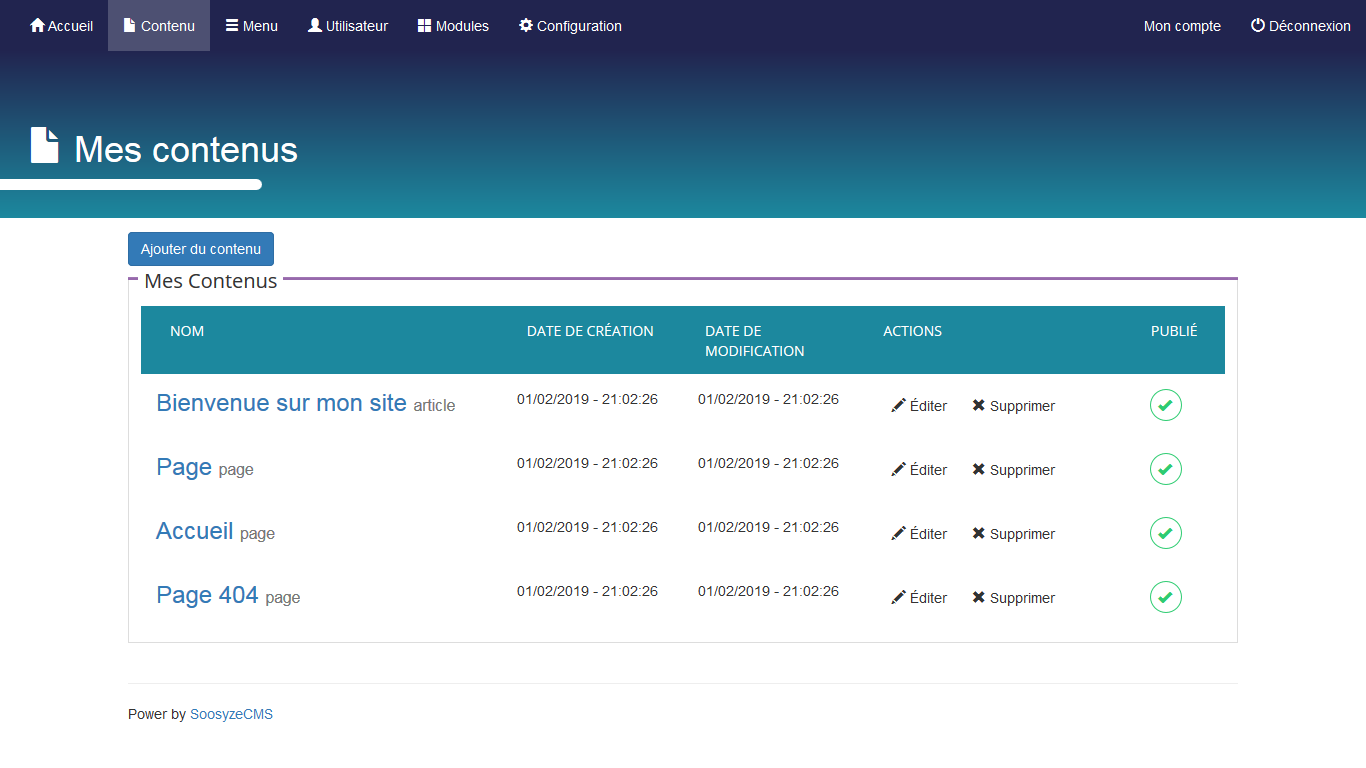 Accueil Contenu Menu Utilisateur Modules Configuration Mon compte Déconnexion
Mes contenus
Ajouter du contenu
Mes Contenus
NOM DATE DE CRÉATION DATE DE MODIFICATION ACTIONS PUBLIÉ
Bienvenue sur mon site article 01/02/2019 - 21:02:26 01/02/2019 - 21:02:26 Éditer Supprimer
Page page 01/02/2019 - 21:02:26 01/02/2019 - 21:02:26 Éditer Supprimer
Accueil page 01/02/2019 - 21:02:26 01/02/2019 - 21:02:26 Éditer Supprimer
Page 404 page 01/02/2019 - 21:02:26 01/02/2019 - 21:02:26 Éditer Supprimer
Power by SoosyzeCMS